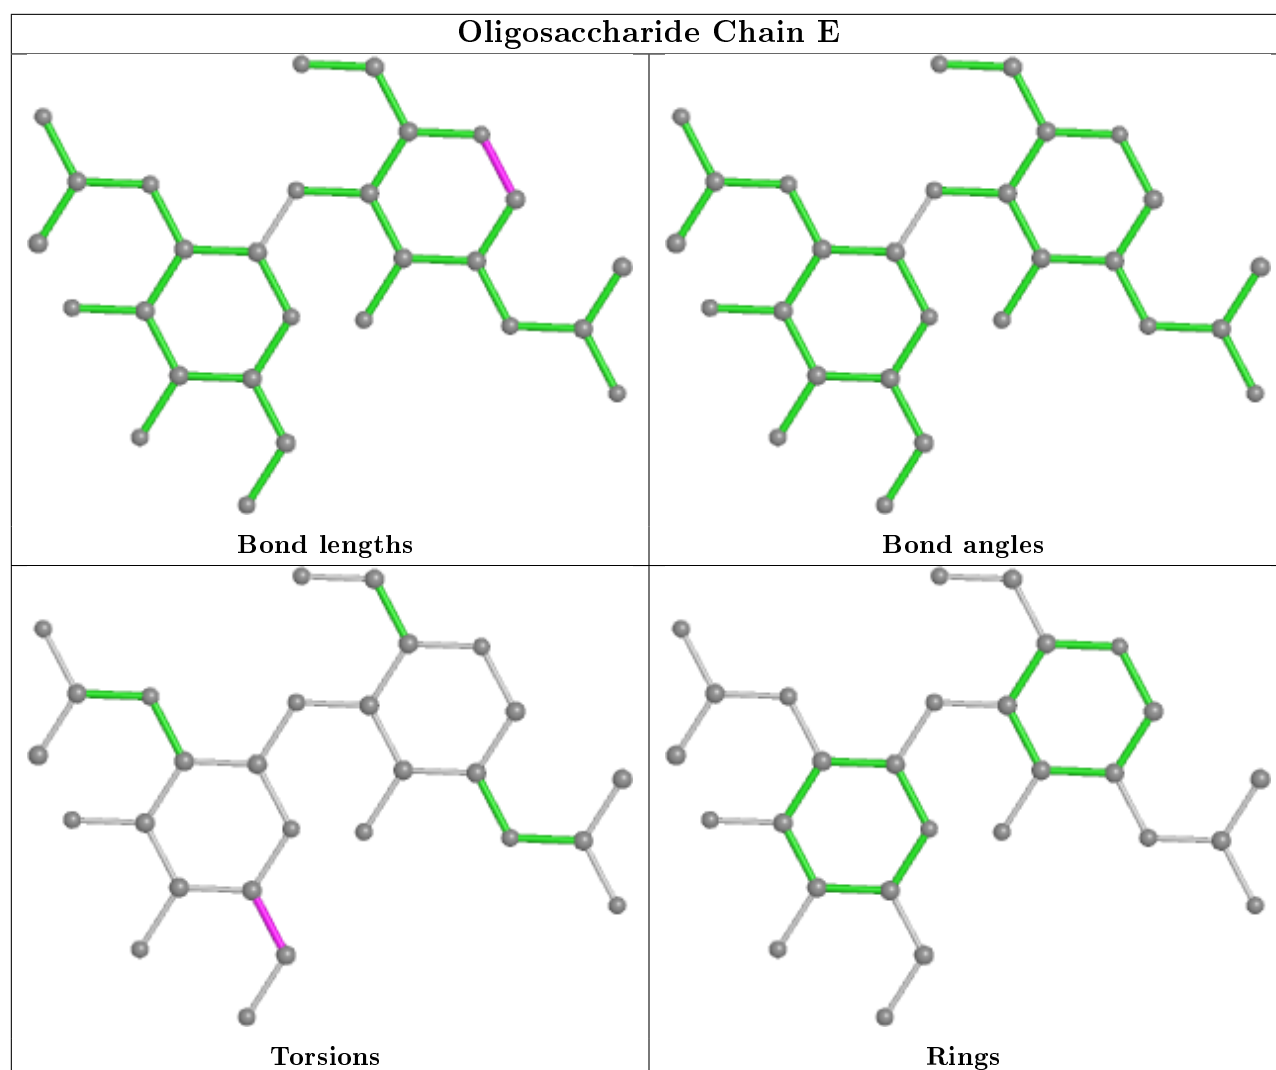 Oligosaccharide Chain E
Bond lengths
Bond angles
Torsions
Rings